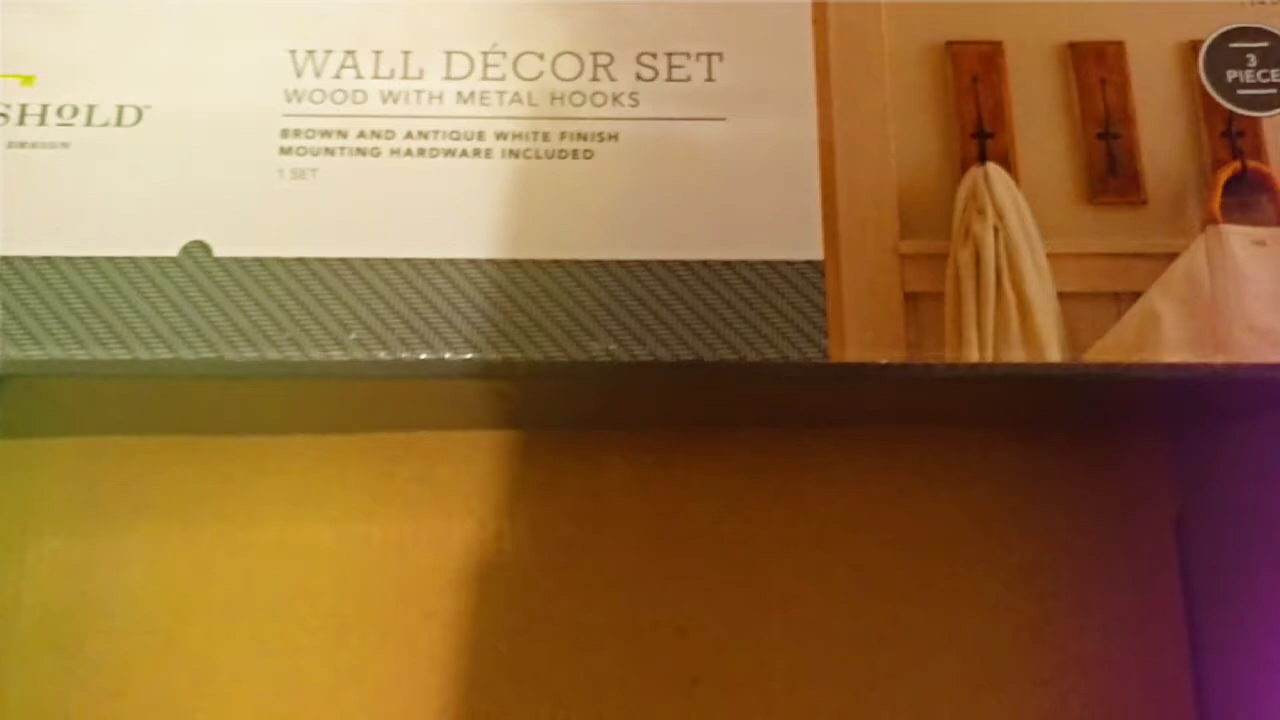 SHOLD™
WALL DÉCOR SET
WOOD WITH METAL HOOKS
BROWN AND ANTIQUE WHITE FINISH
MOUNTING HARDWARE INCLUDED
1 SET
3
PIECE